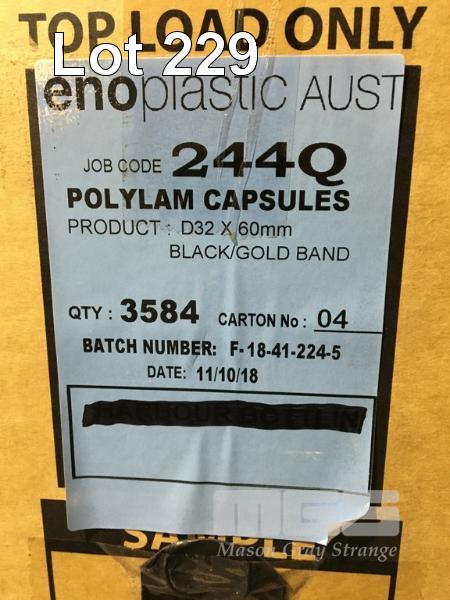 TOP LOAD ONLY
Lot 229
enoplastic AUST
JOB CODE 244Q
POLYLAM CAPSULES
PRODUCT : D32 X 60mm
BLACK/GOLD BAND
QTY : 3584 CARTON No : 04
BATCH NUMBER: F-18-41-224-5
DATE: 11/10/18
MGS
Mason Gray Strange